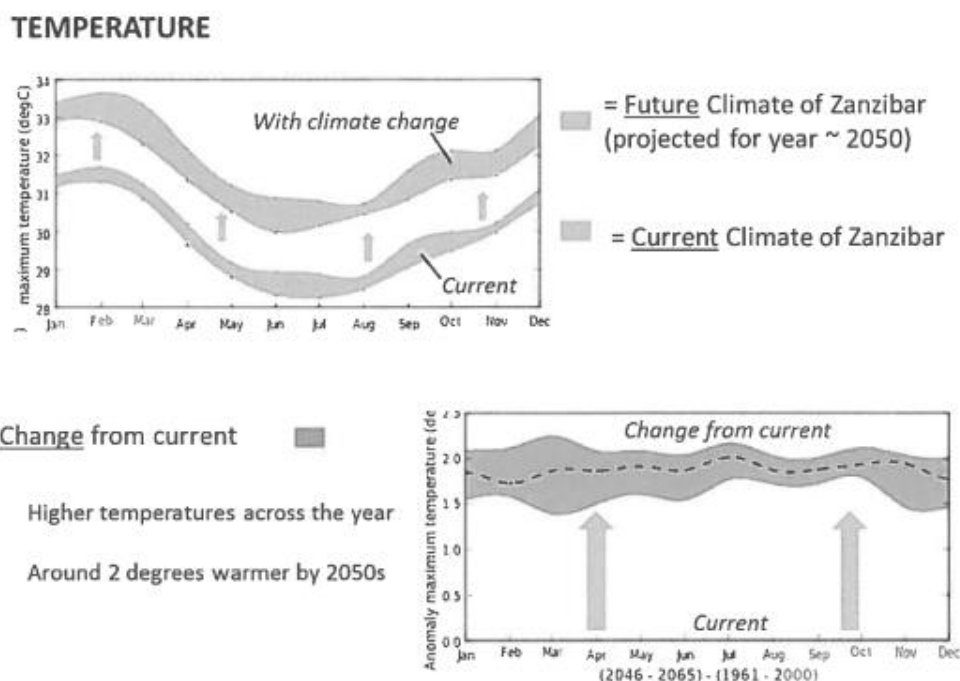 TEMPERATURE
maximum temperature (degC)
34
33
32
31
30
29
28
With climate change
Current
Jan Feb Mar Apr May Jun Jul Aug Sep Oct Nov Dec
= Future Climate of Zanzibar
(projected for year ~ 2050)
= Current Climate of Zanzibar
Change from current
Higher temperatures across the year
Around 2 degrees warmer by 2050s
Anomaly maximum temperature (de
2.5
2.0
1.5
1.0
0.5
0.0
Change from current
Current
Jan Feb Mar Apr May Jun Jul Aug Sep Oct Nov Dec
(2046 - 2065) - (1961 - 2000)